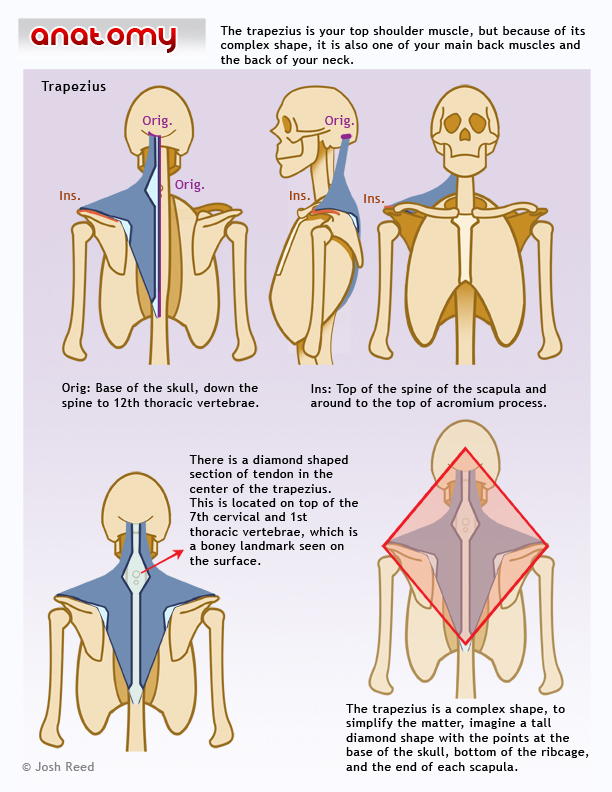 anatomy
The trapezius is your top shoulder muscle, but because of its
complex shape, it is also one of your main back muscles and
the back of your neck.
Trapezius
Orig.
Orig.
Ins.
Orig.
Ins.
Ins.
Orig: Base of the skull, down the
spine to 12th thoracic vertebrae.
Ins: Top of the spine of the scapula and
around to the top of acromium process.
There is a diamond shaped
section of tendon in the
center of the trapezius.
This is located on top of the
7th cervical and 1st
thoracic vertebrae, which is
a boney landmark seen on
the surface.
The trapezius is a complex shape, to
simplify the matter, imagine a tall
diamond shape with the points at the
base of the skull, bottom of the ribcage,
and the end of each scapula.
© Josh Reed